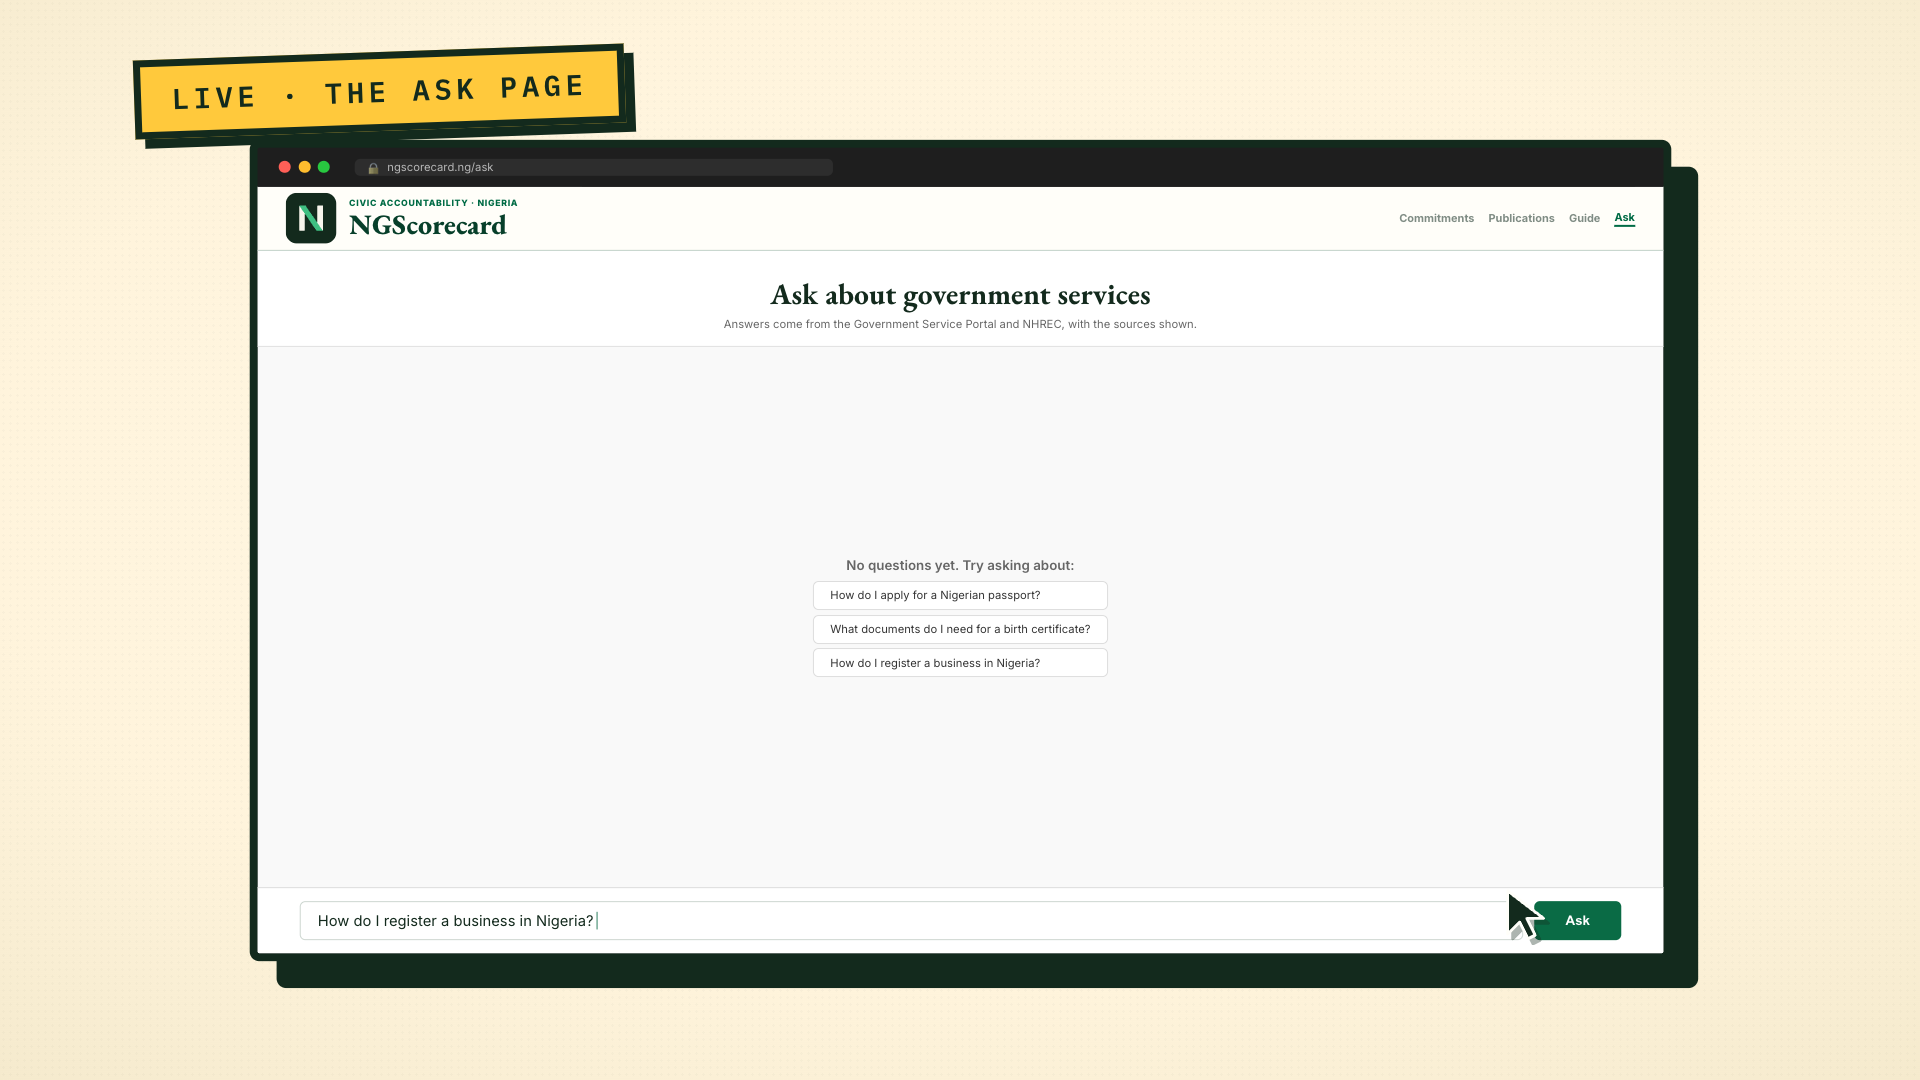 LIVE · THE ASK PAGE
ngscorecard.ng/ask
N
CIVIC ACCOUNTABILITY · NIGERIA
NGScorecard
Commitments Publications Guide Ask
Ask about government services
Answers come from the Government Service Portal and NHREC, with the sources shown.
No questions yet. Try asking about:
How do I apply for a Nigerian passport?
What documents do I need for a birth certificate?
How do I register a business in Nigeria?
How do I register a business in Nigeria?
Ask